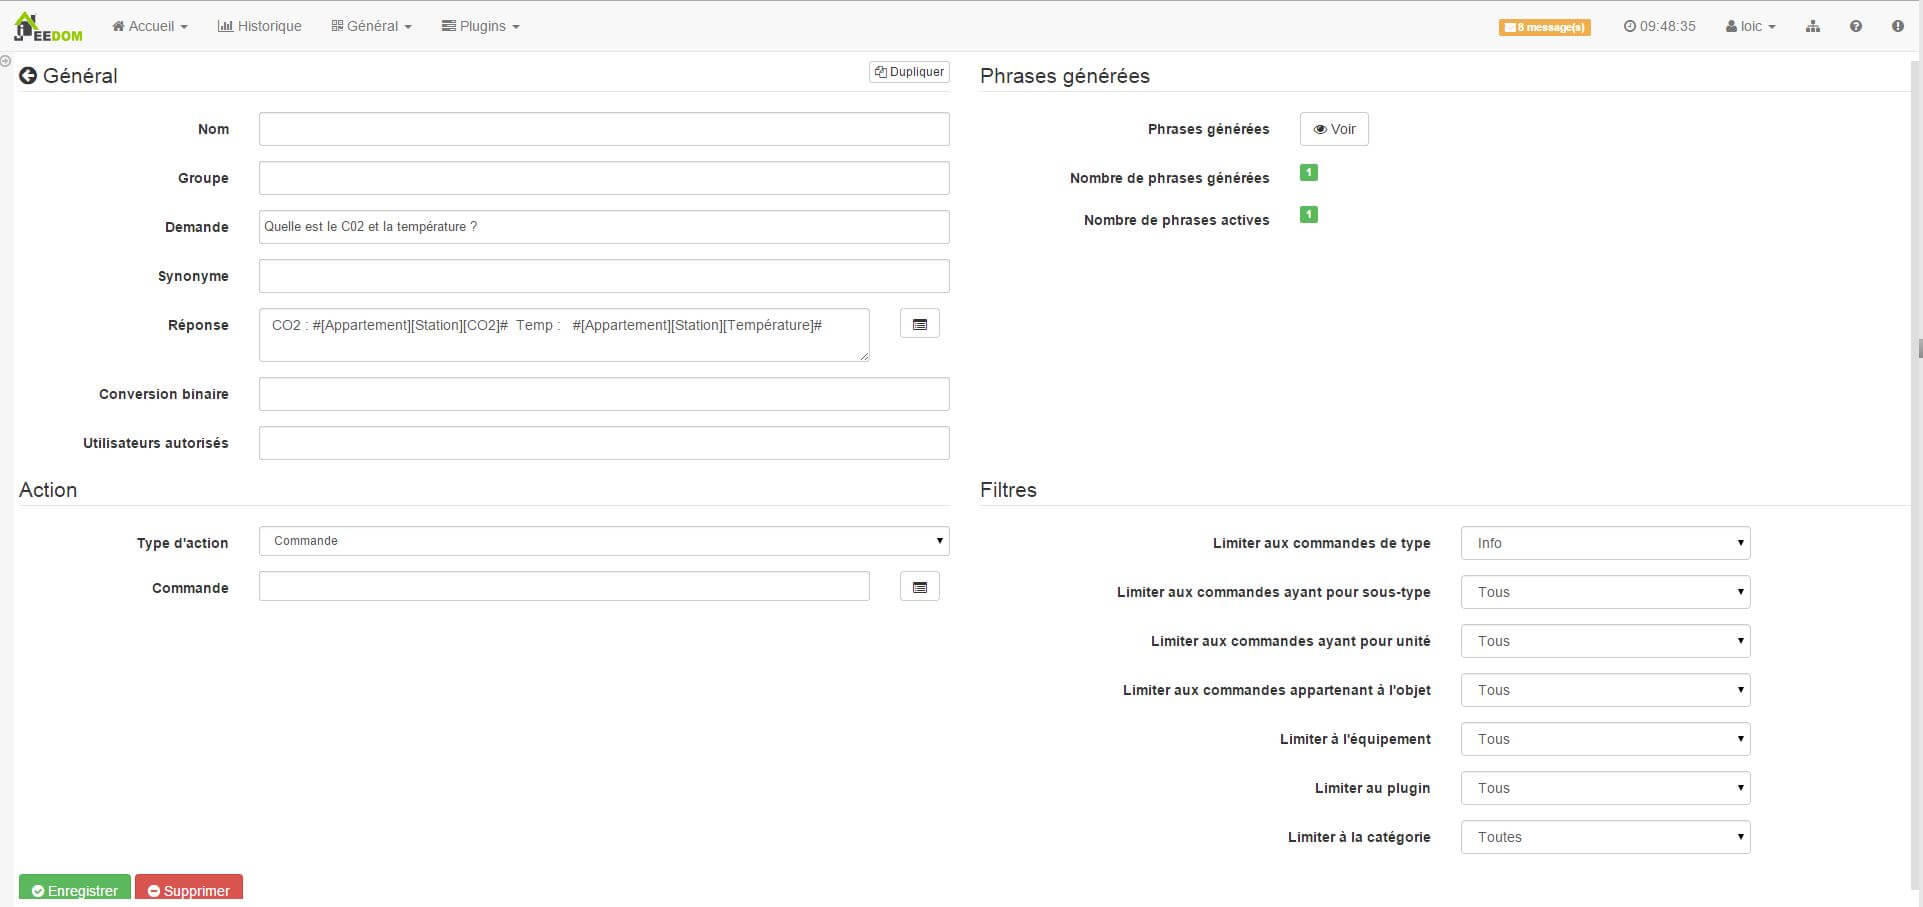 JEEDOM
Accueil
Historique
Général
Plugins
8 message(s)
09:48:35
loic
Général
Dupliquer
Nom
Groupe
Demande
Quelle est le C02 et la température ?
Synonyme
Réponse
CO2 : #[Appartement][Station][CO2]#  Temp :   #[Appartement][Station][Température]#
Conversion binaire
Utilisateurs autorisés
Phrases générées
Phrases générées
Voir
Nombre de phrases générées
1
Nombre de phrases actives
1
Action
Type d'action
Commande
Commande
Filtres
Limiter aux commandes de type
Info
Limiter aux commandes ayant pour sous-type
Tous
Limiter aux commandes ayant pour unité
Tous
Limiter aux commandes appartenant à l'objet
Tous
Limiter à l'équipement
Tous
Limiter au plugin
Tous
Limiter à la catégorie
Toutes
Enregistrer
Supprimer